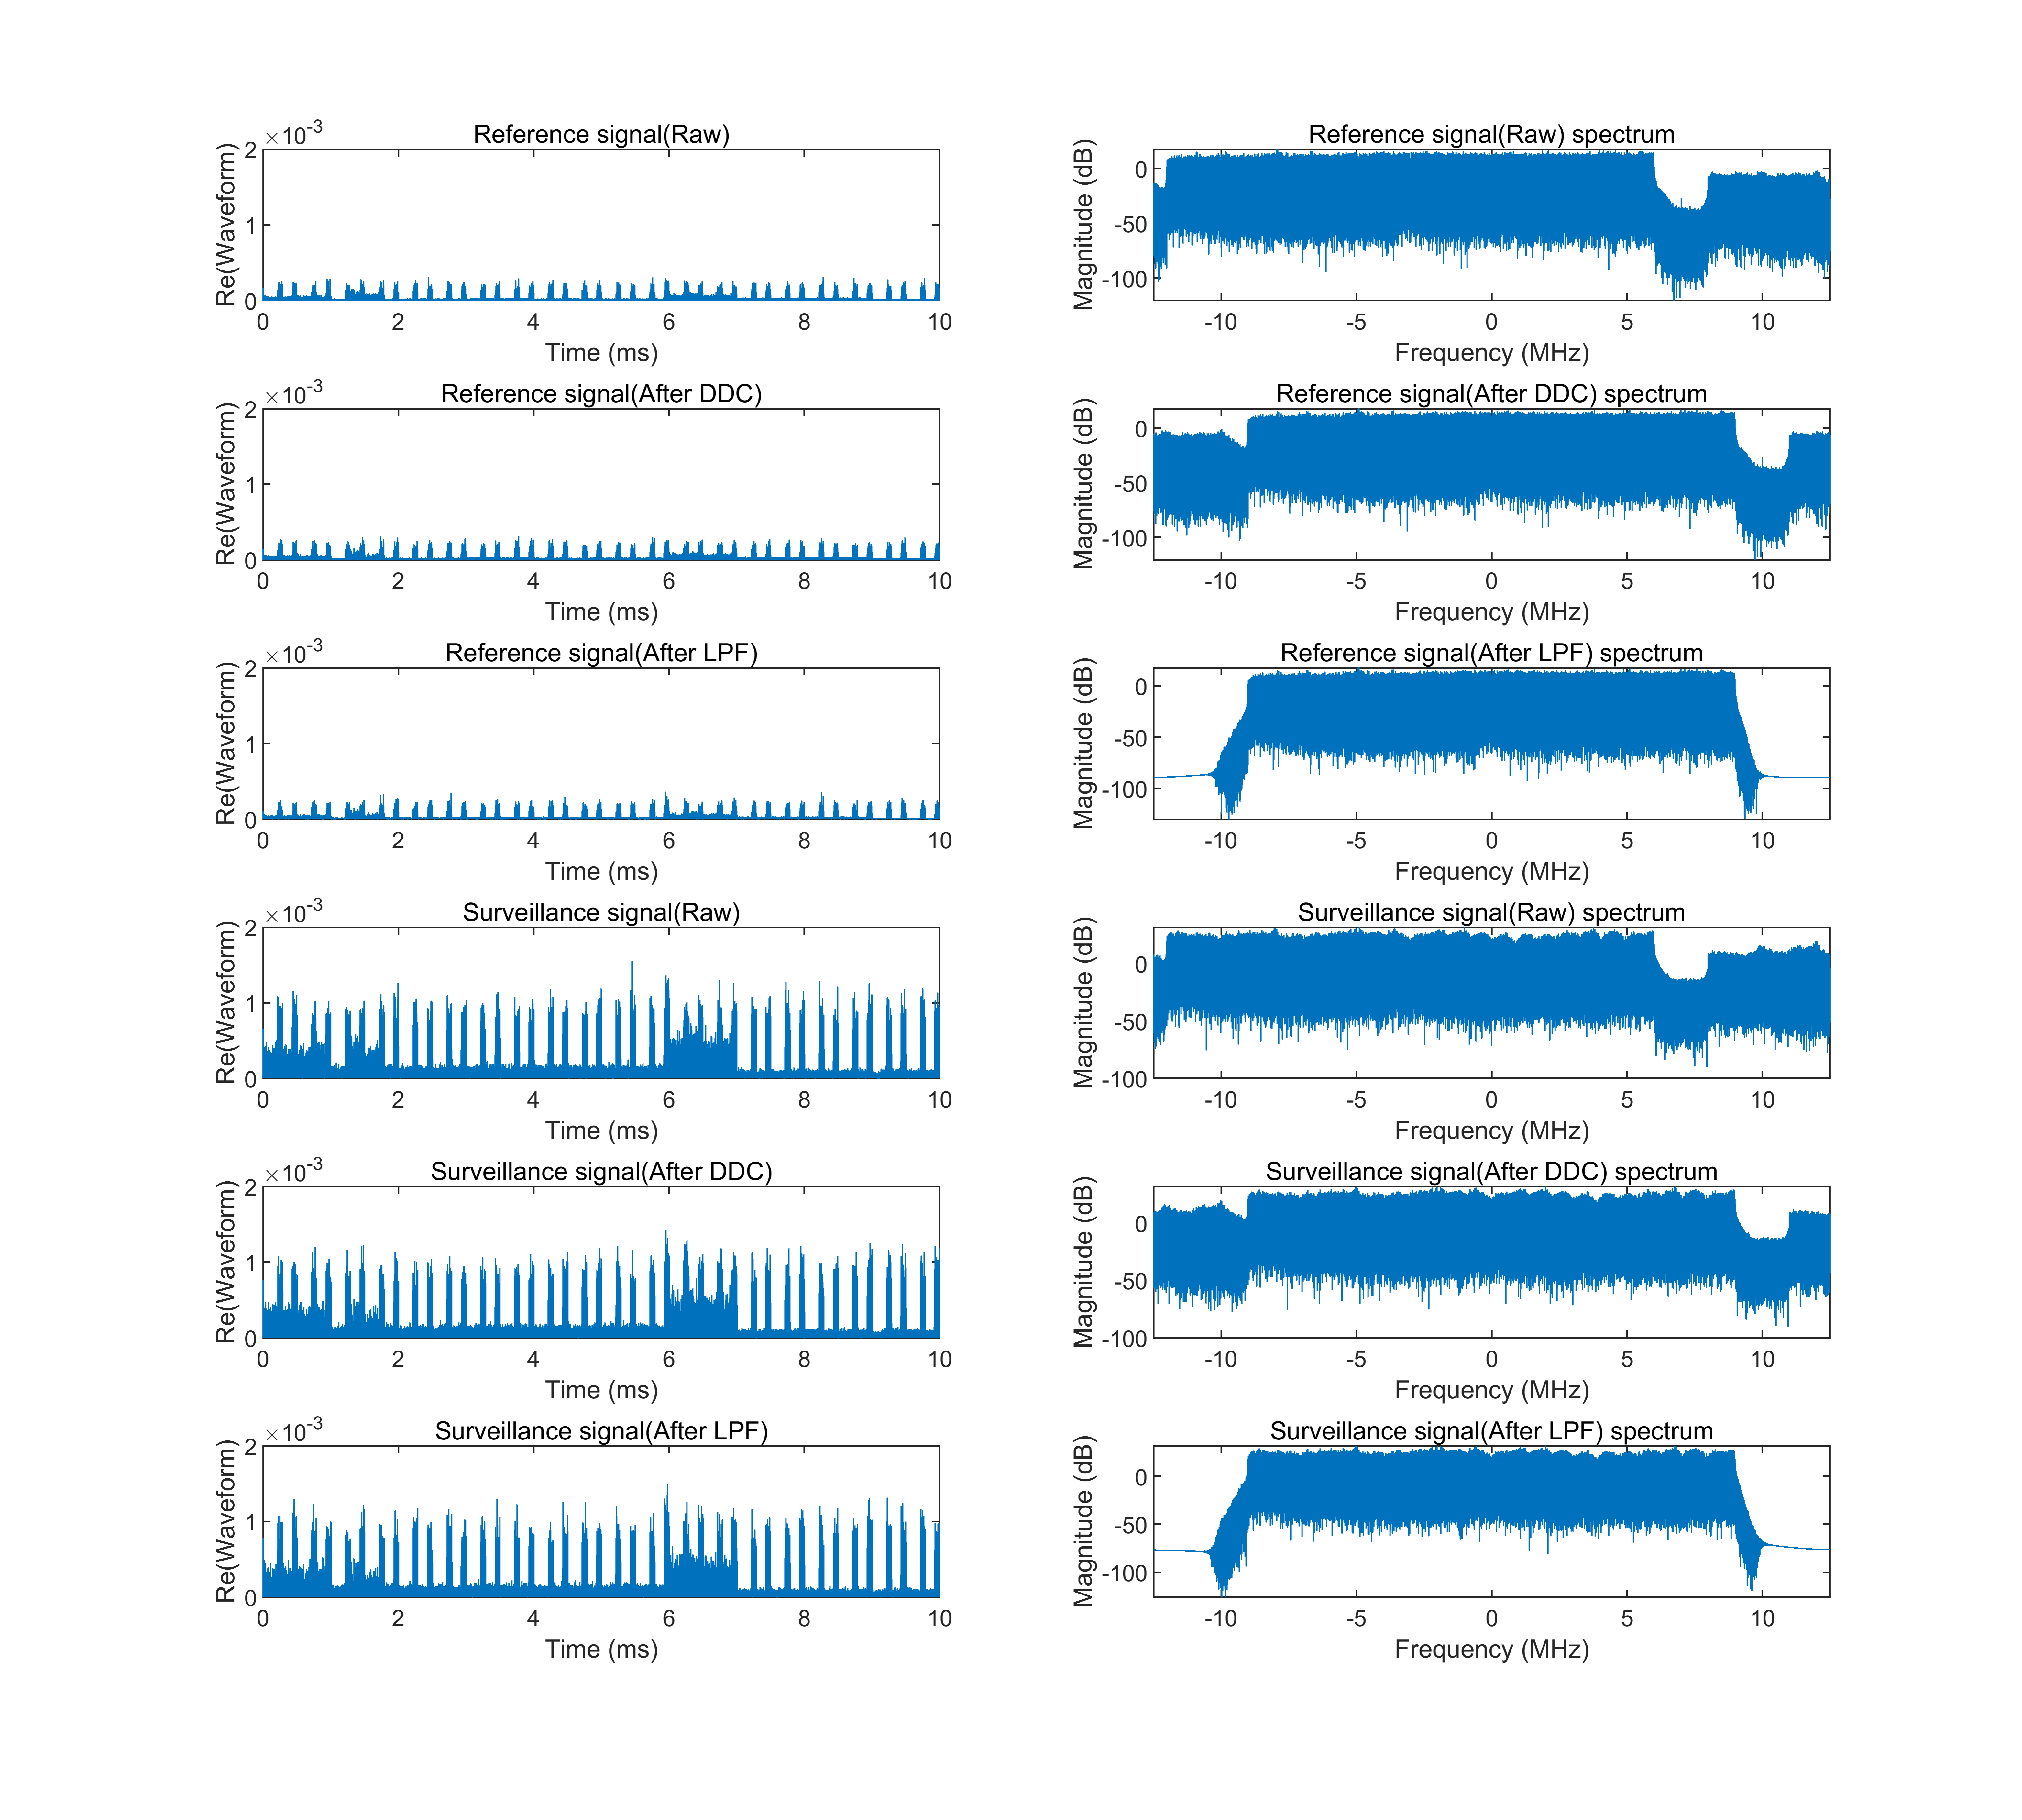 Reference signal(Raw)
×10-3
Re(Waveform)
2
1
0
0 2 4 6 8 10
Time (ms)
Reference signal(Raw) spectrum
Magnitude (dB)
0
-50
-100
-10 -5 0 5 10
Frequency (MHz)
Reference signal(After DDC)
×10-3
Re(Waveform)
2
1
0
0 2 4 6 8 10
Time (ms)
Reference signal(After DDC) spectrum
Magnitude (dB)
0
-50
-100
-10 -5 0 5 10
Frequency (MHz)
Reference signal(After LPF)
×10-3
Re(Waveform)
2
1
0
0 2 4 6 8 10
Time (ms)
Reference signal(After LPF) spectrum
Magnitude (dB)
0
-50
-100
-10 -5 0 5 10
Frequency (MHz)
Surveillance signal(Raw)
×10-3
Re(Waveform)
2
1
0
0 2 4 6 8 10
Time (ms)
Surveillance signal(Raw) spectrum
Magnitude (dB)
0
-50
-100
-10 -5 0 5 10
Frequency (MHz)
Surveillance signal(After DDC)
×10-3
Re(Waveform)
2
1
0
0 2 4 6 8 10
Time (ms)
Surveillance signal(After DDC) spectrum
Magnitude (dB)
0
-50
-100
-10 -5 0 5 10
Frequency (MHz)
Surveillance signal(After LPF)
×10-3
Re(Waveform)
2
1
0
0 2 4 6 8 10
Time (ms)
Surveillance signal(After LPF) spectrum
Magnitude (dB)
0
-50
-100
-10 -5 0 5 10
Frequency (MHz)